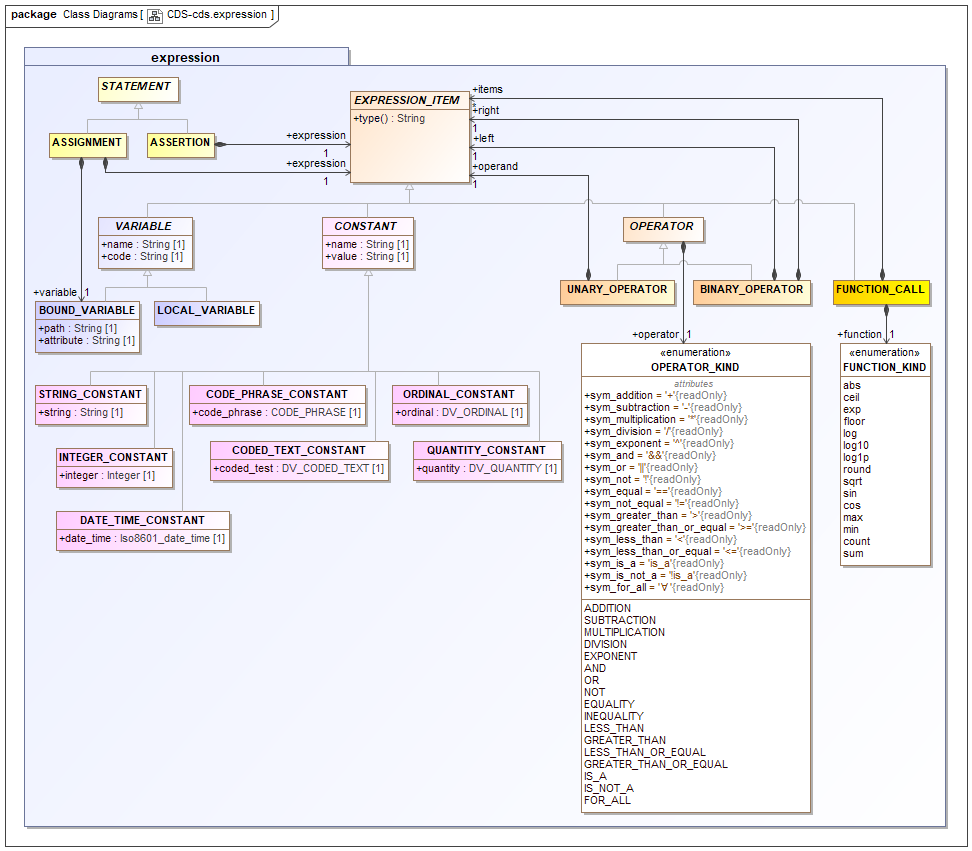 package Class Diagrams [ CDS-cds.expression ]
expression
STATEMENT
ASSIGNMENT
ASSERTION
+expression
1
+expression
1
EXPRESSION_ITEM
+type() : String
+items
*
+right
1
+left
1
+operand
1
VARIABLE
+name : String [1]
+code : String [1]
CONSTANT
+name : String [1]
+value : String [1]
OPERATOR
+variable 1
BOUND_VARIABLE
+path : String [1]
+attribute : String [1]
LOCAL_VARIABLE
UNARY_OPERATOR
BINARY_OPERATOR
FUNCTION_CALL
+operator 1
+function 1
STRING_CONSTANT
+string : String [1]
CODE_PHRASE_CONSTANT
+code_phrase : CODE_PHRASE [1]
ORDINAL_CONSTANT
+ordinal : DV_ORDINAL [1]
INTEGER_CONSTANT
+integer : Integer [1]
CODED_TEXT_CONSTANT
+coded_test : DV_CODED_TEXT [1]
QUANTITY_CONSTANT
+quantity : DV_QUANTITY [1]
DATE_TIME_CONSTANT
+date_time : Iso8601_date_time [1]
«enumeration»
OPERATOR_KIND
attributes
+sym_addition = '+'{readOnly}
+sym_subtraction = '-'{readOnly}
+sym_multiplication = '*'{readOnly}
+sym_division = '/'{readOnly}
+sym_exponent = '^'{readOnly}
+sym_and = '&&'{readOnly}
+sym_or = '||'{readOnly}
+sym_not = '!'{readOnly}
+sym_equal = '=='{readOnly}
+sym_not_equal = '!='{readOnly}
+sym_greater_than = '>'{readOnly}
+sym_greater_than_or_equal = '>='{readOnly}
+sym_less_than = '<'{readOnly}
+sym_less_than_or_equal = '<='{readOnly}
+sym_is_a = 'is_a'{readOnly}
+sym_is_not_a = '!is_a'{readOnly}
+sym_for_all = '∀'{readOnly}
ADDITION
SUBTRACTION
MULTIPLICATION
DIVISION
EXPONENT
AND
OR
NOT
EQUALITY
INEQUALITY
LESS_THAN
GREATER_THAN
LESS_THAN_OR_EQUAL
GREATER_THAN_OR_EQUAL
IS_A
IS_NOT_A
FOR_ALL
«enumeration»
FUNCTION_KIND
abs
ceil
exp
floor
log
log10
log1p
round
sqrt
sin
cos
max
min
count
sum